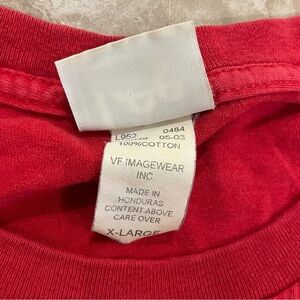 0484
L952 05-03
100%COTTON
VF IMAGEWEAR
INC.
MADE IN
HONDURAS
CONTENT ABOVE
CARE OVER
X-LARGE